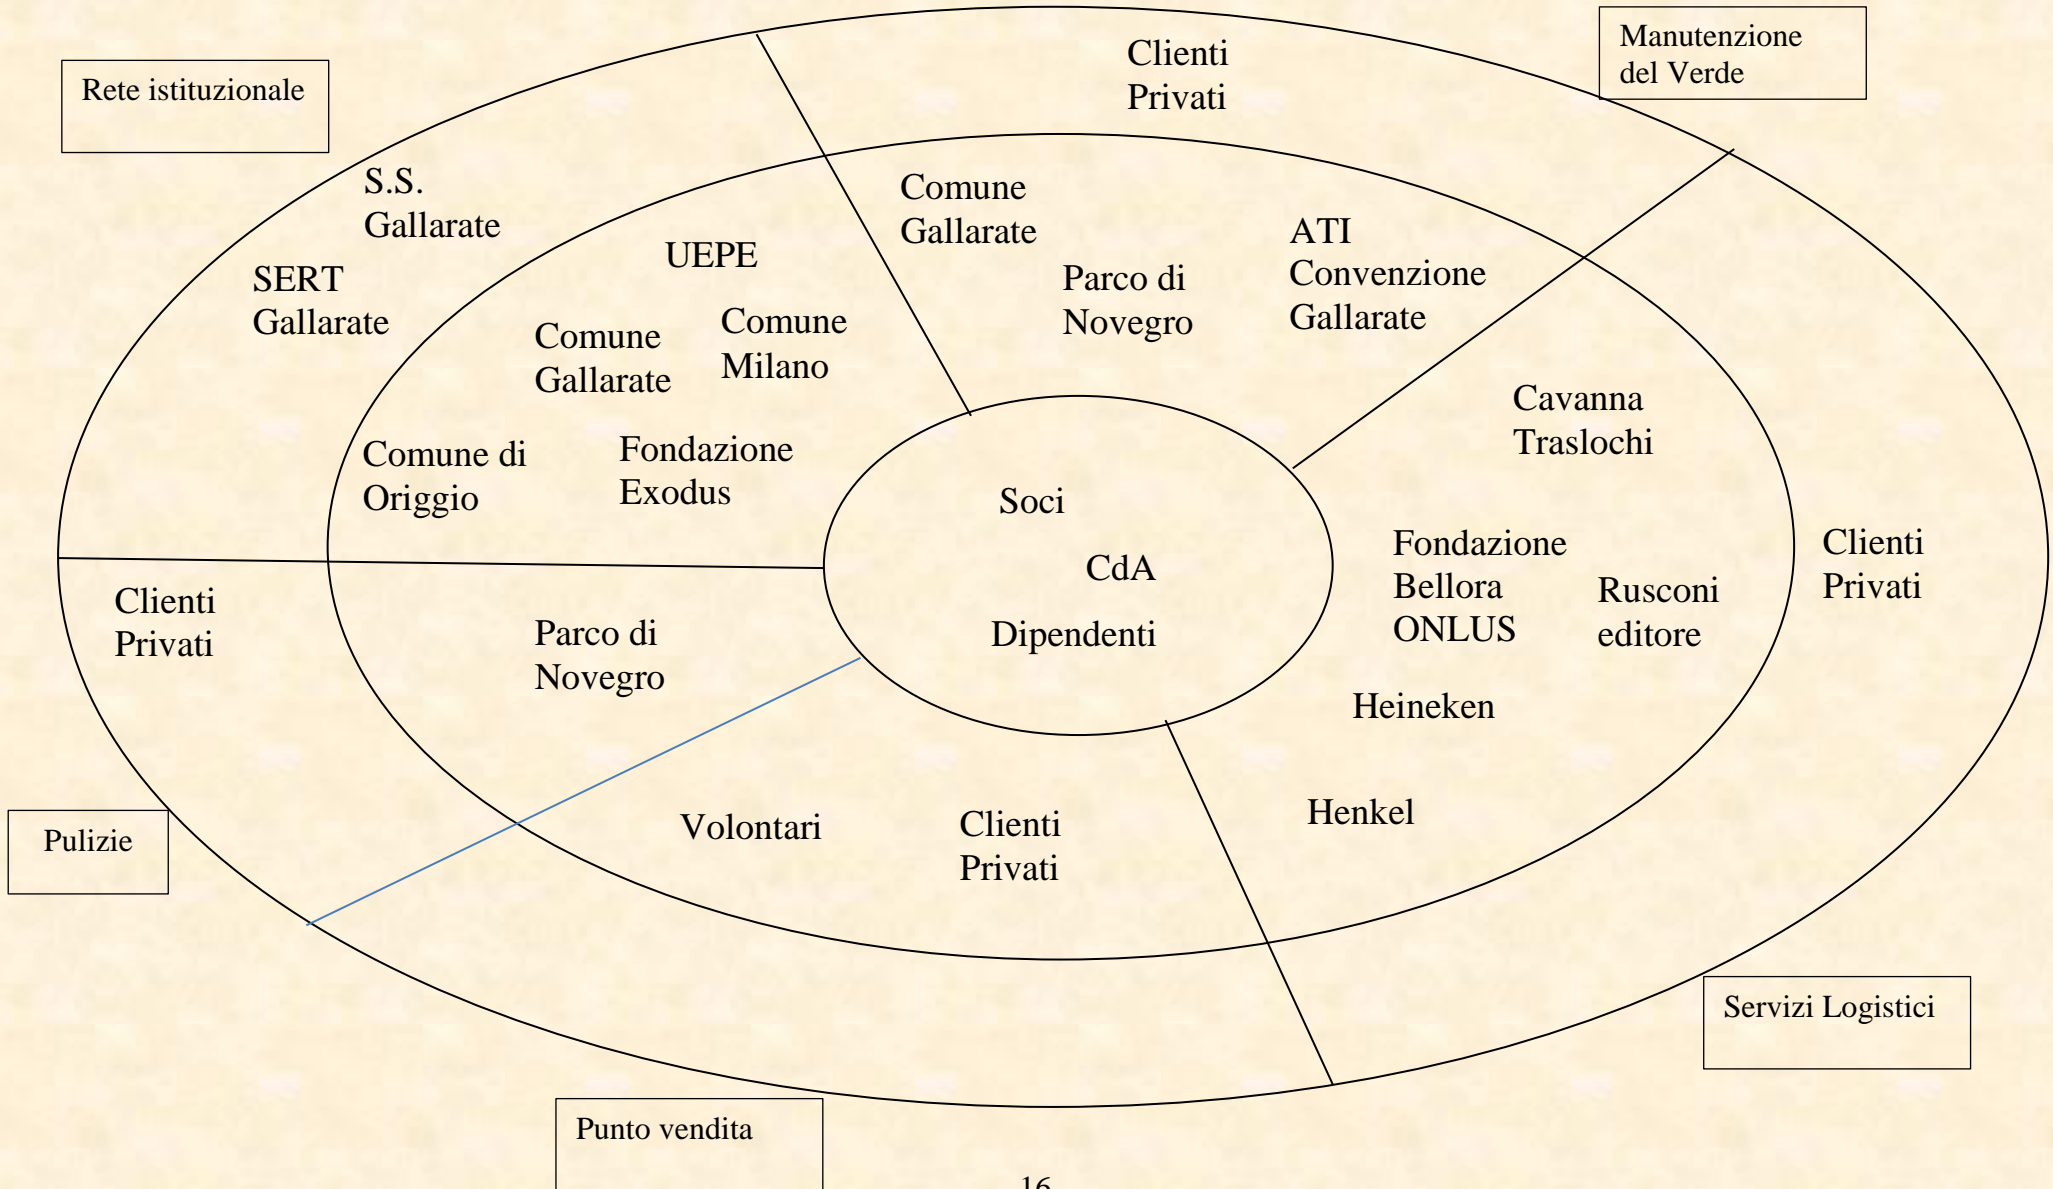 Rete istituzionale
Clienti
Privati
Manutenzione
del Verde
S.S.
Gallarate
SERT
Gallarate
UEPE
Comune
Gallarate
Comune
Milano
Comune di
Origgio
Fondazione
Exodus
Comune
Gallarate
Parco di
Novegro
ATI
Convenzione
Gallarate
Cavanna
Traslochi
Fondazione
Bellora
ONLUS
Rusconi
editore
Heineken
Henkel
Clienti
Privati
Soci
CdA
Dipendenti
Clienti
Privati
Parco di
Novegro
Pulizie
Volontari
Clienti
Privati
Servizi Logistici
Punto vendita
16